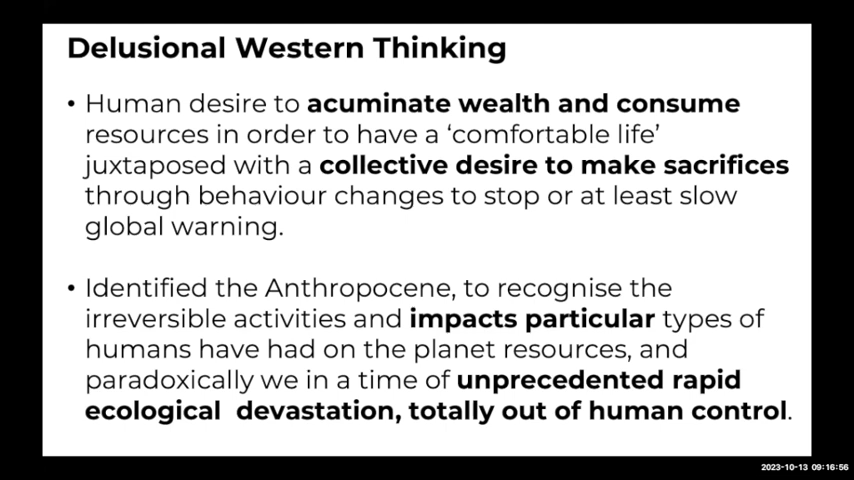 Delusional Western Thinking
• Human desire to acuminate wealth and consume
resources in order to have a ‘comfortable life’
juxtaposed with a collective desire to make sacrifices
through behaviour changes to stop or at least slow
global warning.
• Identified the Anthropocene, to recognise the
irreversible activities and impacts particular types of
humans have had on the planet resources, and
paradoxically we in a time of unprecedented rapid
ecological devastation, totally out of human control.
2023-10-13 09:16:56